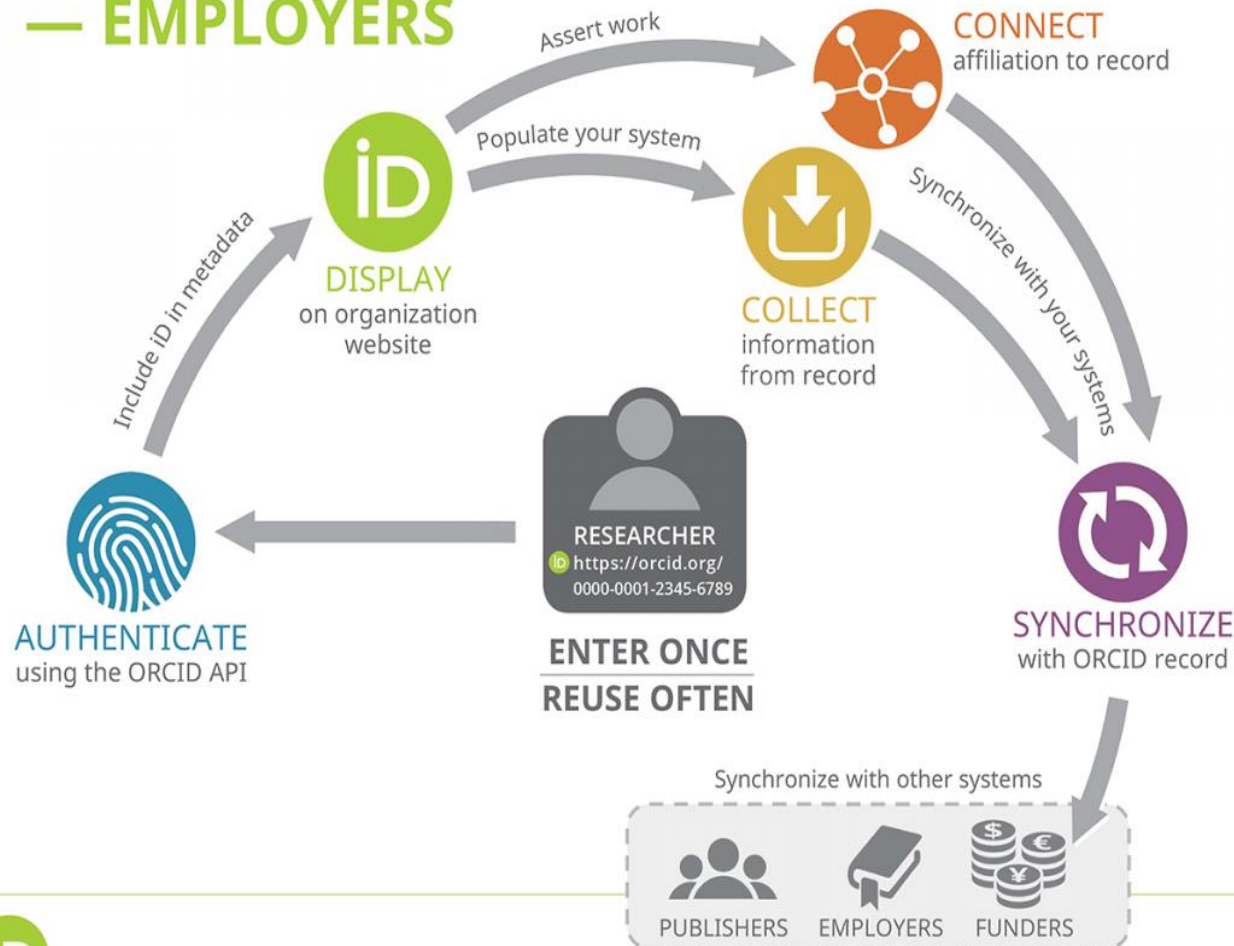 — EMPLOYERS
Assert work
CONNECT
affiliation to record
Populate your system
iD
Include iD in metadata
DISPLAY
on organization
website
Synchronize with your systems
COLLECT
information
from record
RESEARCHER
iD https://orcid.org/
0000-0001-2345-6789
AUTHENTICATE
using the ORCID API
ENTER ONCE
REUSE OFTEN
SYNCHRONIZE
with ORCID record
Synchronize with other systems
$ € ¥
PUBLISHERS EMPLOYERS FUNDERS